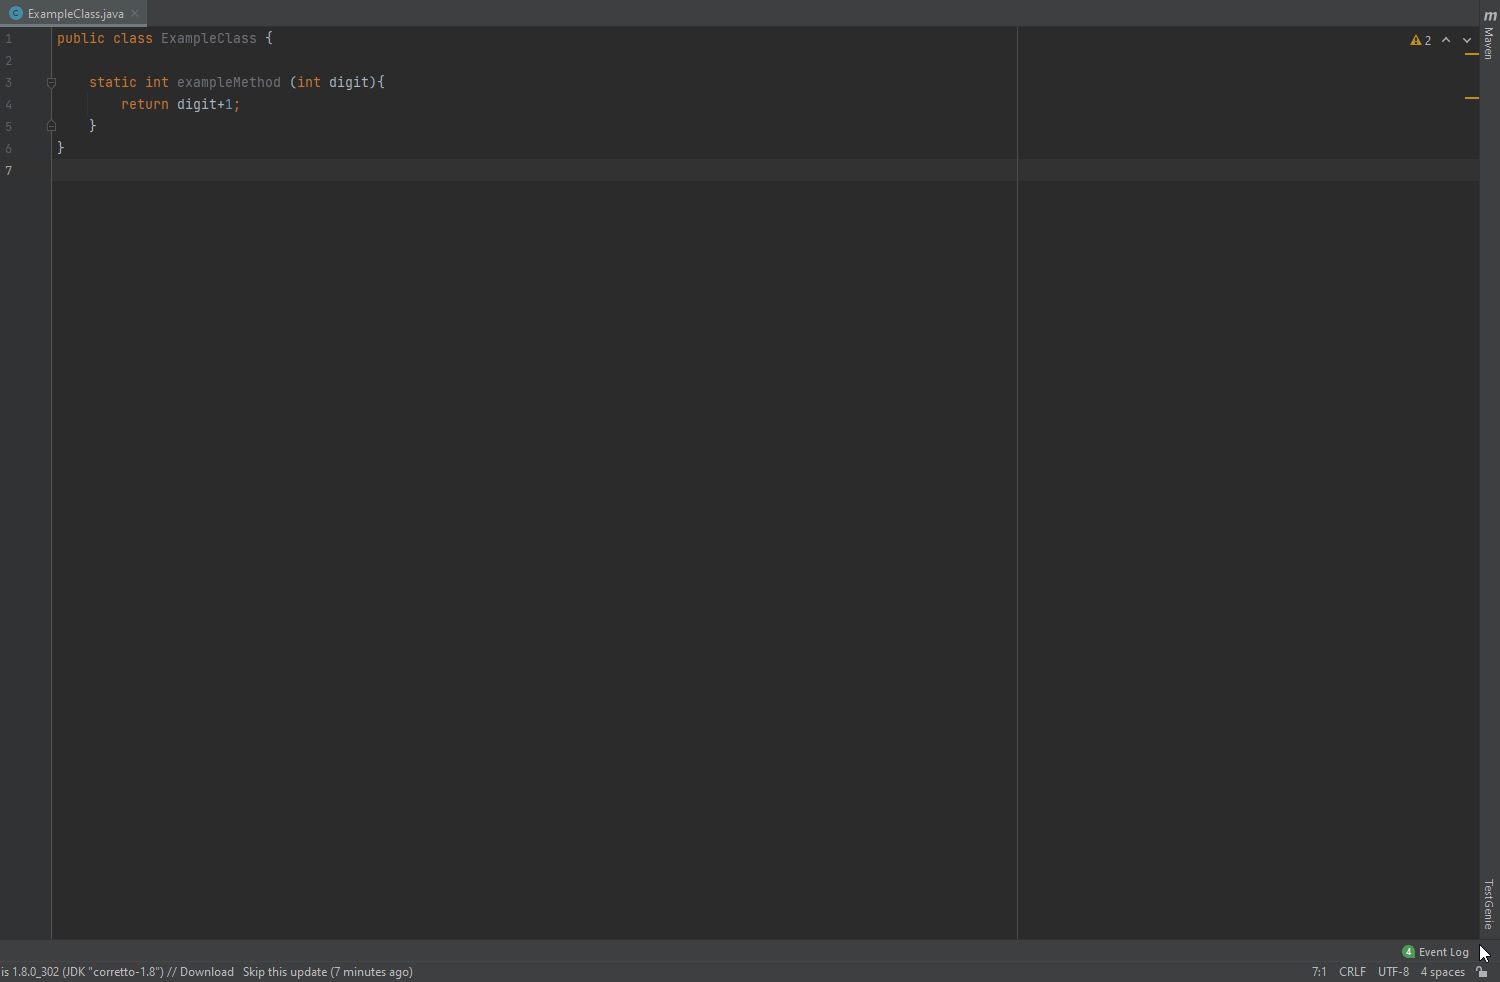 ExampleClass.java
m
Maven
1 public class ExampleClass {
2
3 static int exampleMethod (int digit){
4 return digit+1;
5 }
6 }
7
2
TestGenie
4 Event Log
is 1.8.0_302 (JDK "corretto-1.8") // Download Skip this update (7 minutes ago)
7:1 CRLF UTF-8 4 spaces